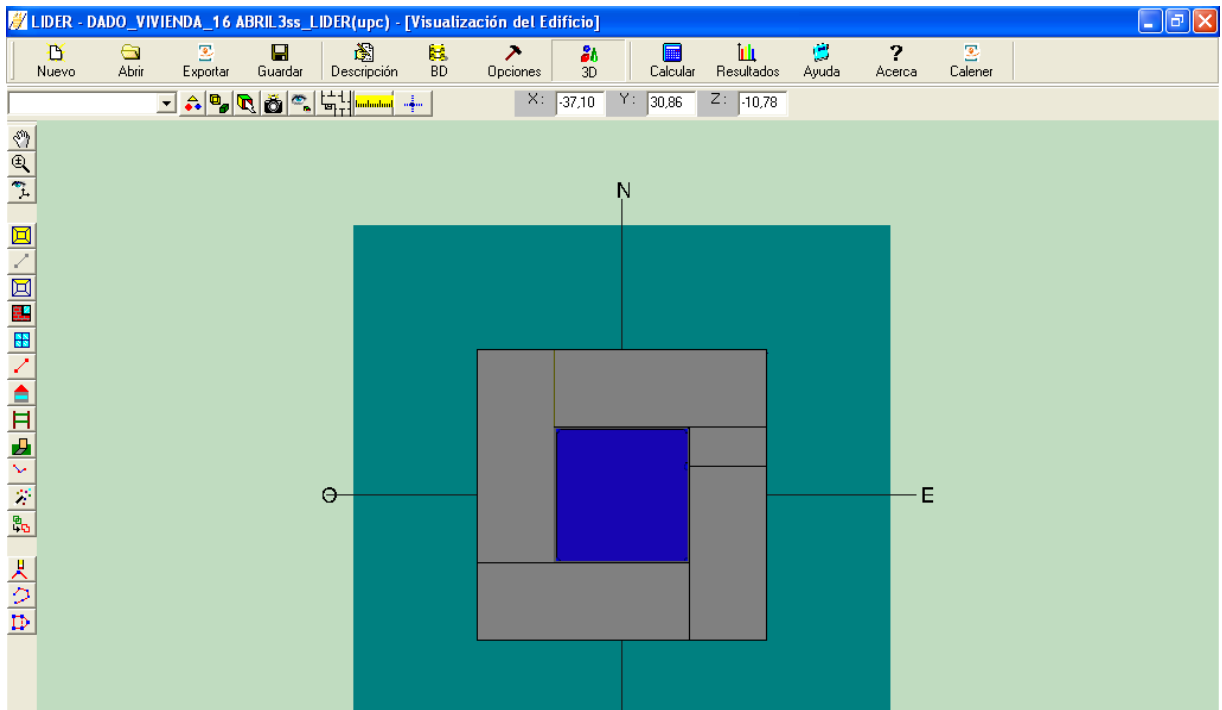 LIDER - DADO_VIVIENDA_16 ABRIL3ss_LIDER(upc) - [Visualización del Edificio]
Nuevo Abrir Exportar Guardar Descripción BD Opciones 3D Calcular Resultados Ayuda Acerca Calener
X: -37,10 Y: 30,86 Z: -10,78
N
O E